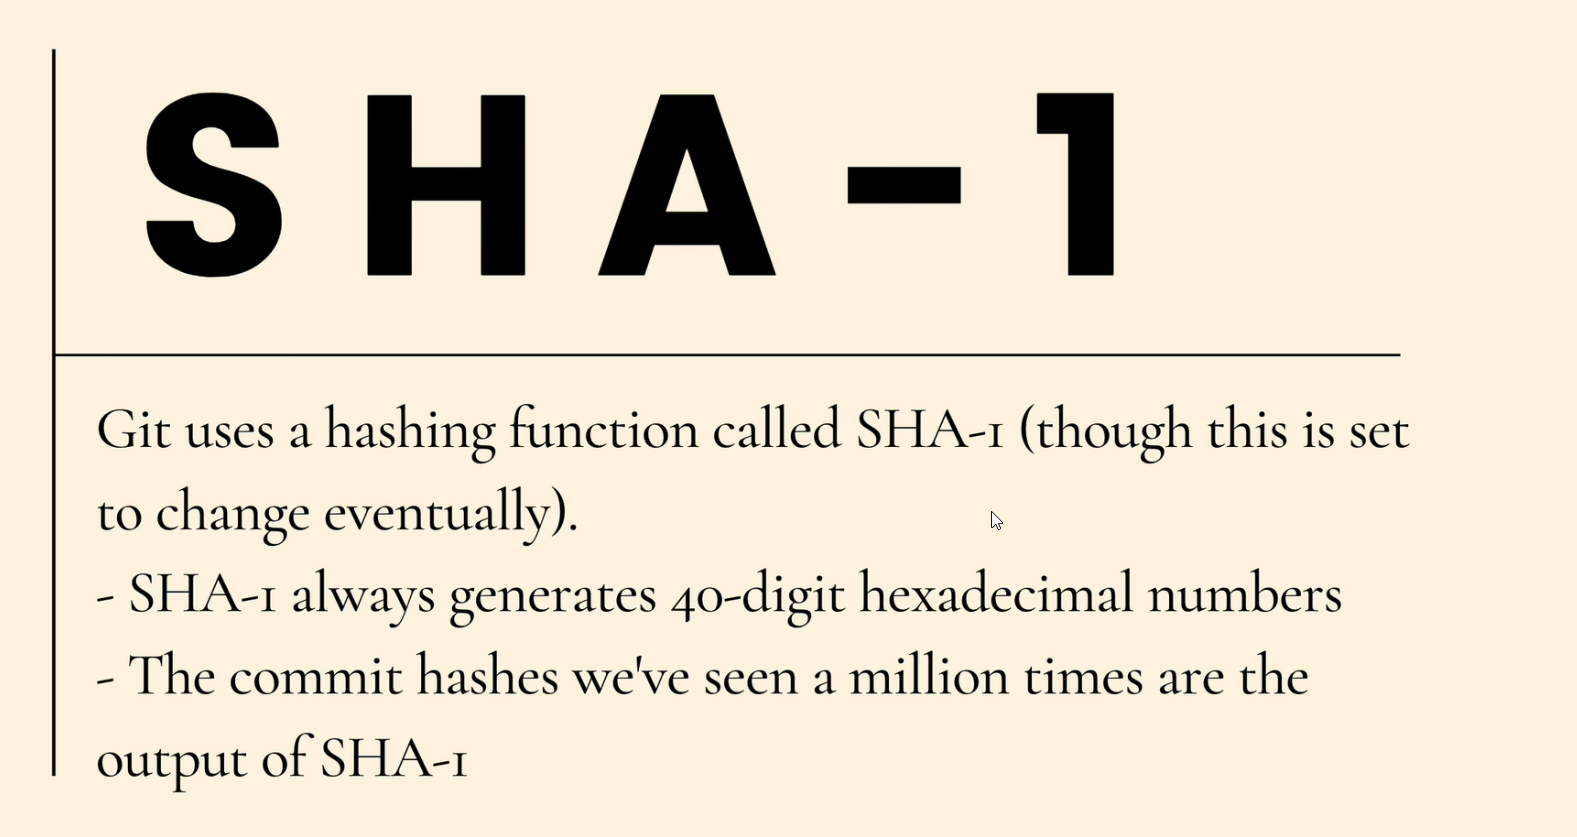 SHA-1
Git uses a hashing function called SHA-1 (though this is set
to change eventually).
- SHA-1 always generates 40-digit hexadecimal numbers
- The commit hashes we've seen a million times are the
output of SHA-1